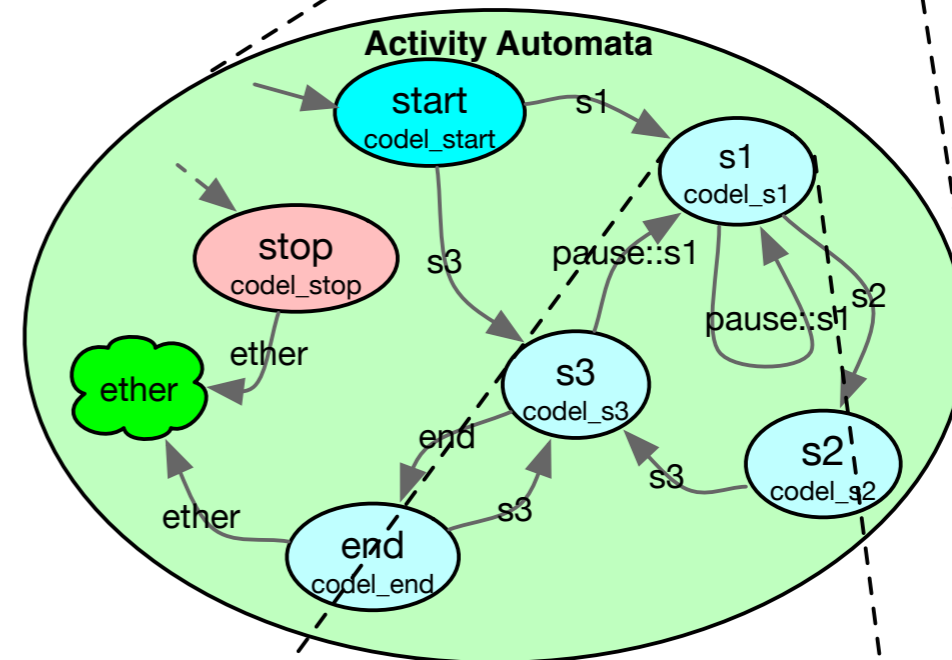 Activity Automata
start
codel_start
s1
s1
codel_s1
stop
codel_stop
s3
pause::s1
pause::s1
s2
ether
ether
s3
codel_s3
end
s2
codel_s2
s3
s3
ether
end
codel_end